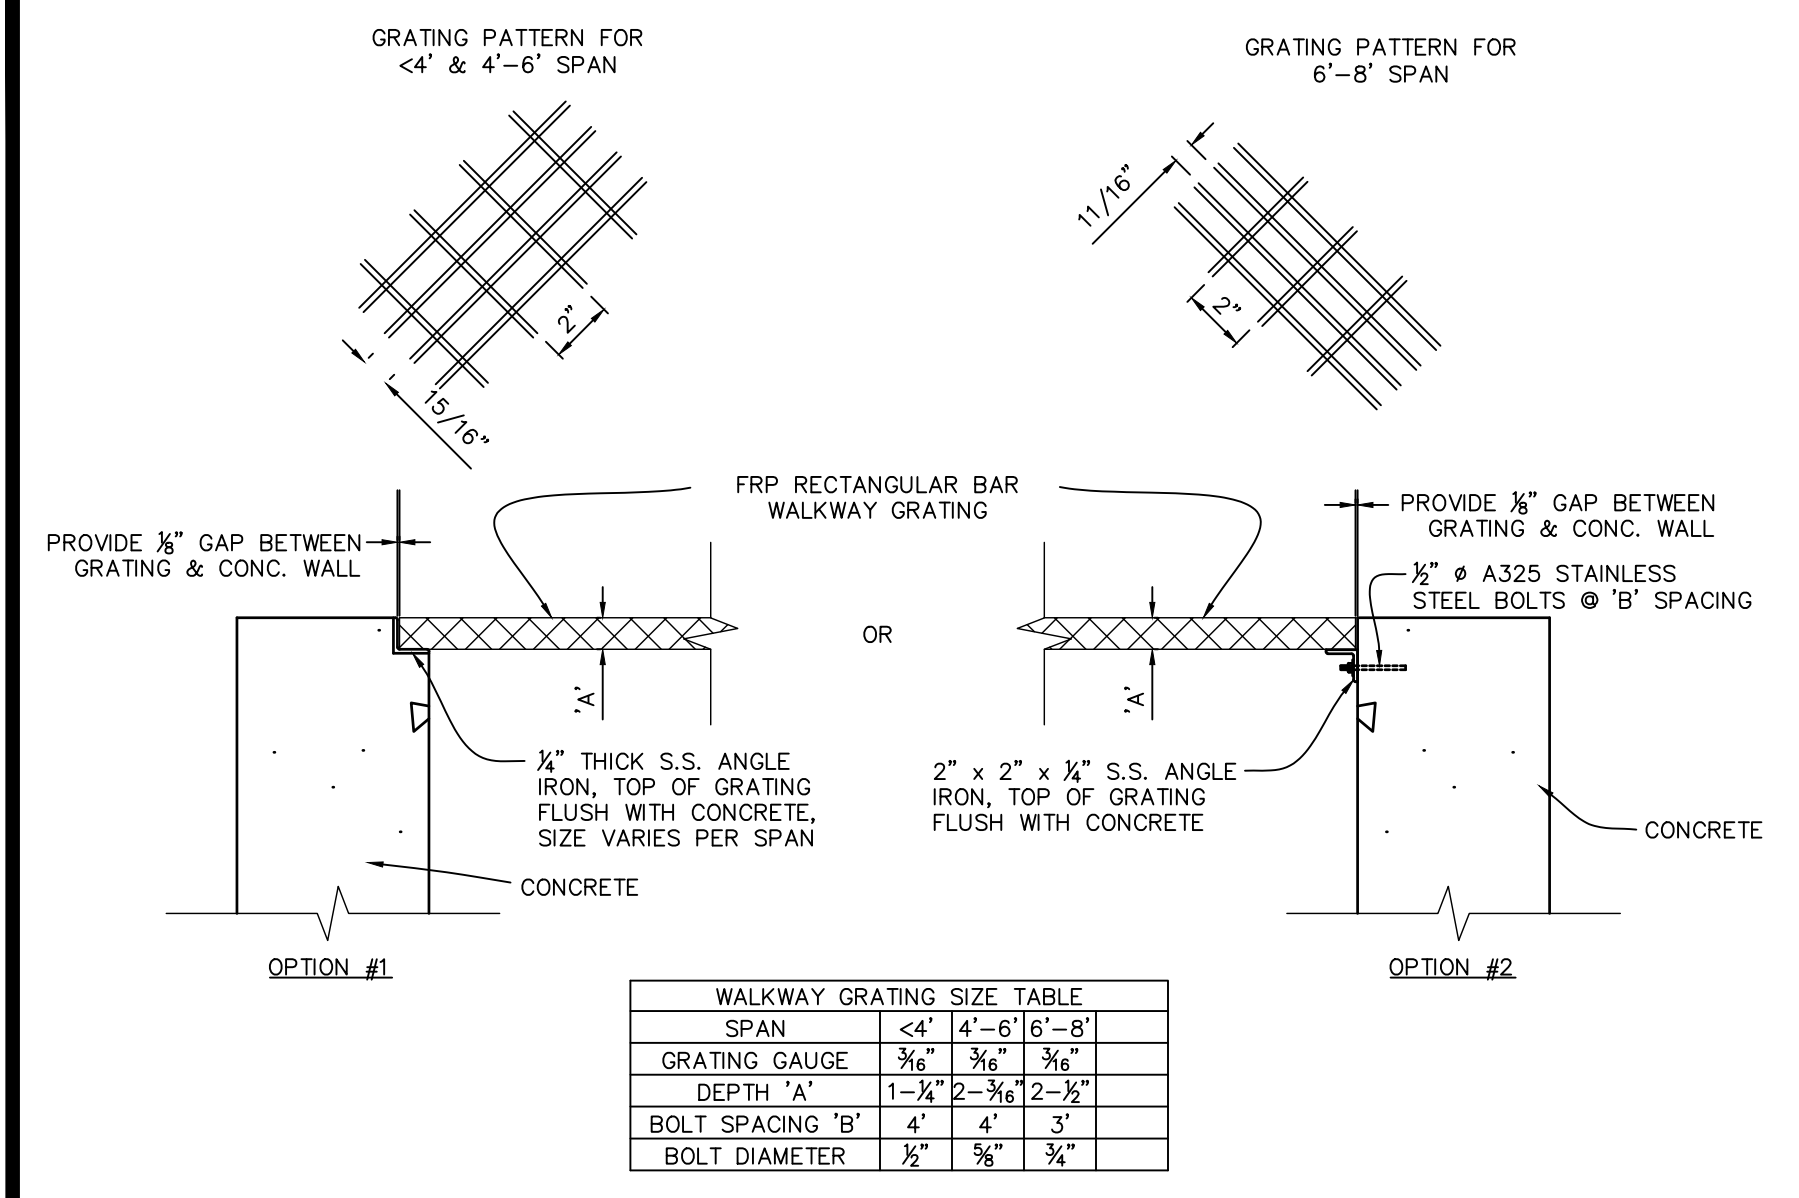 GRATING PATTERN FOR
<4' & 4'-6' SPAN
GRATING PATTERN FOR
6'-8' SPAN
2"
15/16"
11/16"
2"
FRP RECTANGULAR BAR
WALKWAY GRATING
PROVIDE ⅛" GAP BETWEEN
GRATING & CONC. WALL
PROVIDE ⅛" GAP BETWEEN
GRATING & CONC. WALL
½" ø A325 STAINLESS
STEEL BOLTS @ 'B' SPACING
OR
'A'
'A'
¼" THICK S.S. ANGLE
IRON, TOP OF GRATING
FLUSH WITH CONCRETE,
SIZE VARIES PER SPAN
2" x 2" x ¼" S.S. ANGLE
IRON, TOP OF GRATING
FLUSH WITH CONCRETE
CONCRETE
CONCRETE
OPTION #1
OPTION #2
WALKWAY GRATING SIZE TABLE
SPAN <4' 4'-6' 6'-8'
GRATING GAUGE 3/16" 3/16" 3/16"
DEPTH 'A' 1-¼" 2-3/16" 2-½"
BOLT SPACING 'B' 4' 4' 3'
BOLT DIAMETER ½" ⅝" ¾"